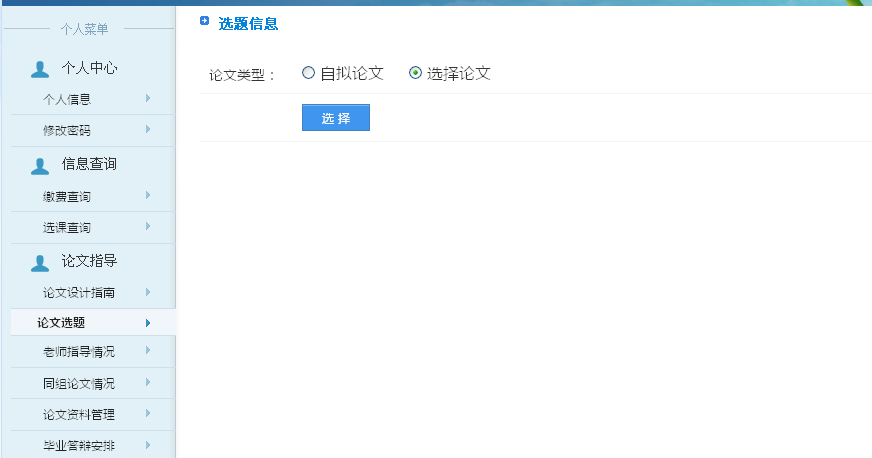 个人菜单
个人中心
个人信息
修改密码
信息查询
缴费查询
选课查询
论文指导
论文设计指南
论文选题
老师指导情况
同组论文情况
论文资料管理
毕业答辩安排
选题信息
论文类型： 自拟论文 选择论文
选 择